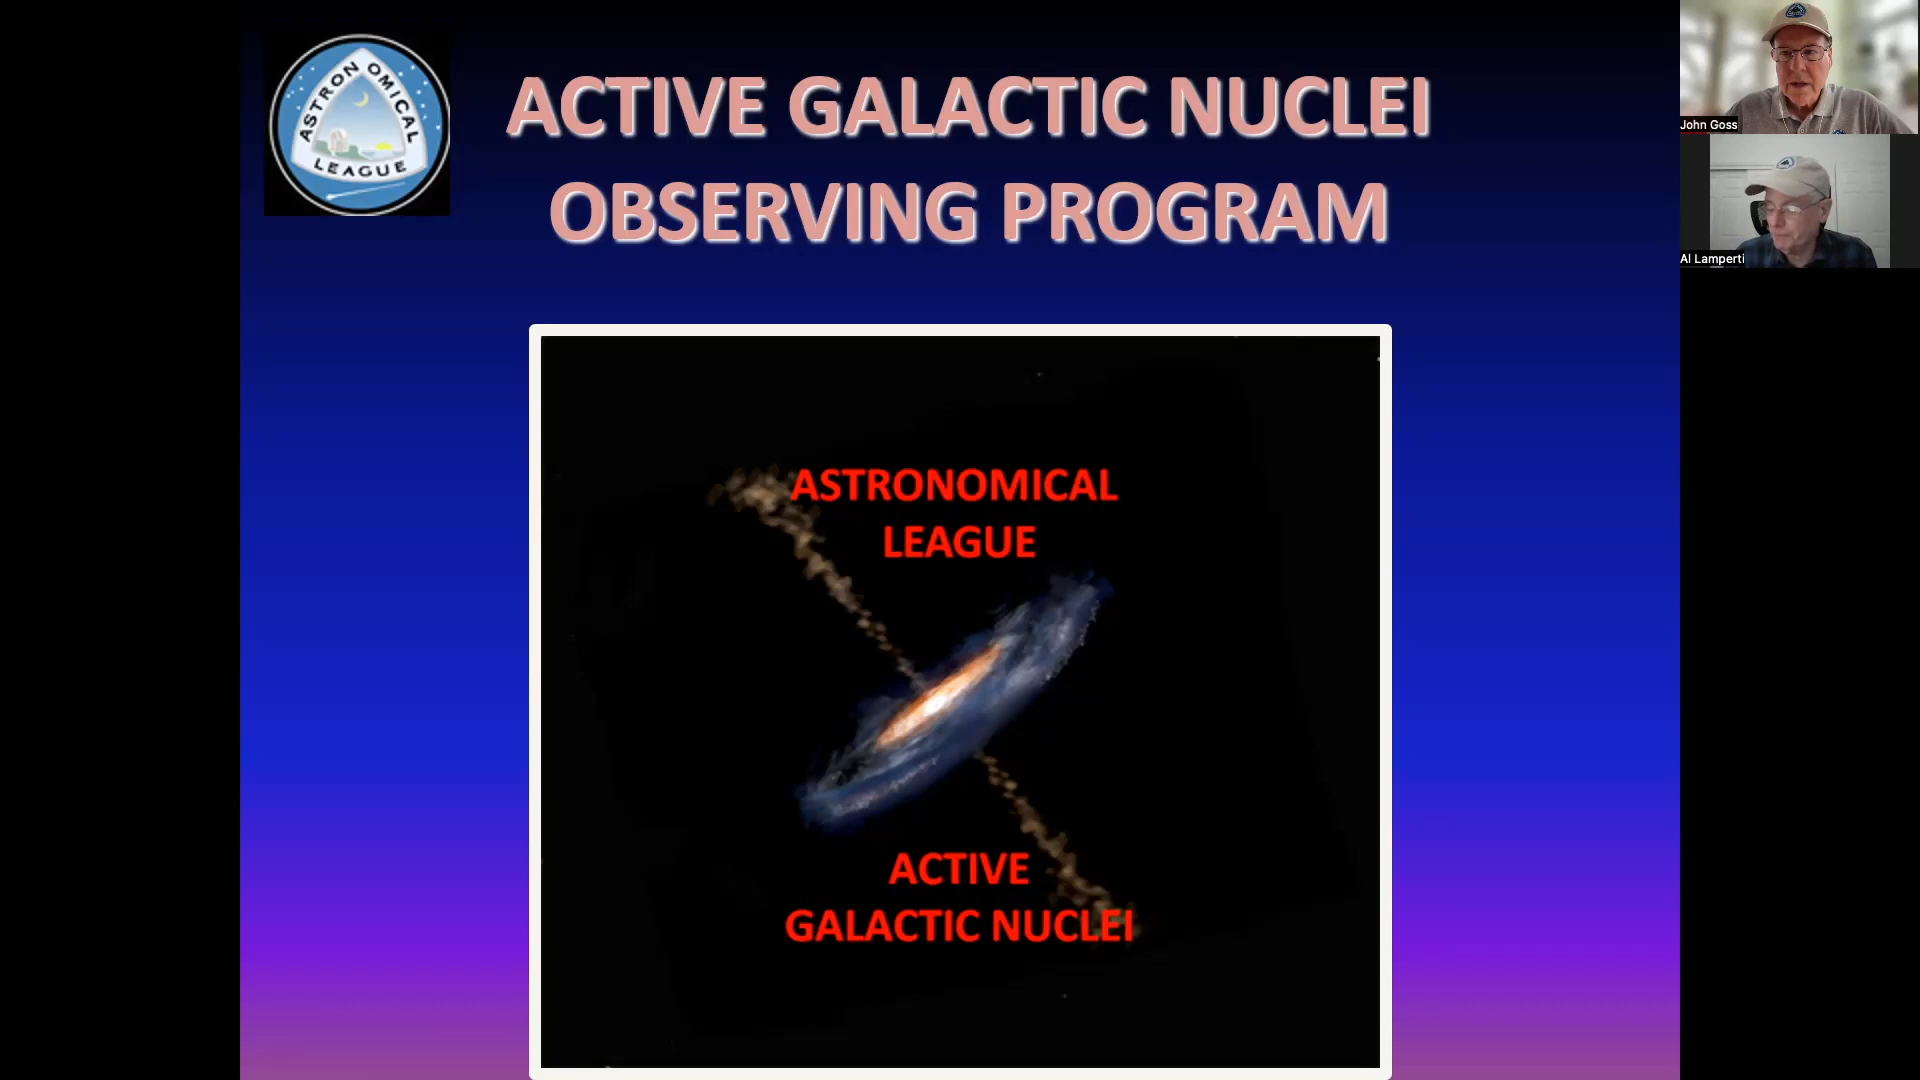 ASTRONOMICAL
LEAGUE
ACTIVE GALACTIC NUCLEI
OBSERVING PROGRAM
ASTRONOMICAL
LEAGUE
ACTIVE
GALACTIC NUCLEI
John Goss
Al Lamperti